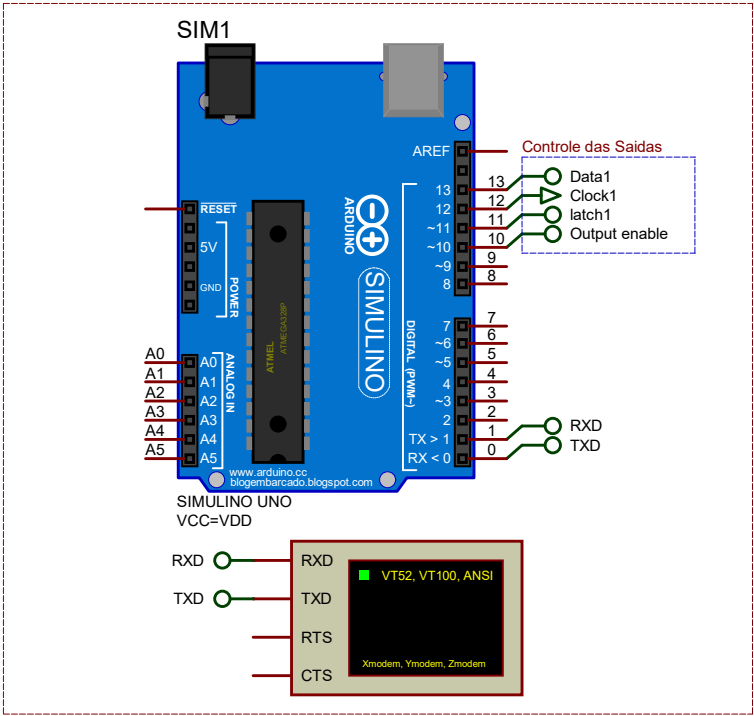 SIM1
AREF
Controle das Saidas
13 13 Data1
12 12 Clock1
~11 11 latch1
~10 10 Output enable
~9 9
8 8
RESET
5V
GND
POWER
ARDUINO
SIMULINO
ATMEL
ATMEGA328P
DIGITAL (PWM~)
7 7
~6 6
~5 5
4 4
~3 3
2 2
TX > 1 1 RXD
RX < 0 0 TXD
A0 A0
A1 A1
A2 A2
A3 A3
A4 A4
A5 A5
ANALOG IN
www.arduino.cc
blogembarcado.blogspot.com
SIMULINO UNO
VCC=VDD
RXD RXD
TXD TXD
RTS
CTS
VT52, VT100, ANSI
Xmodem, Ymodem, Zmodem